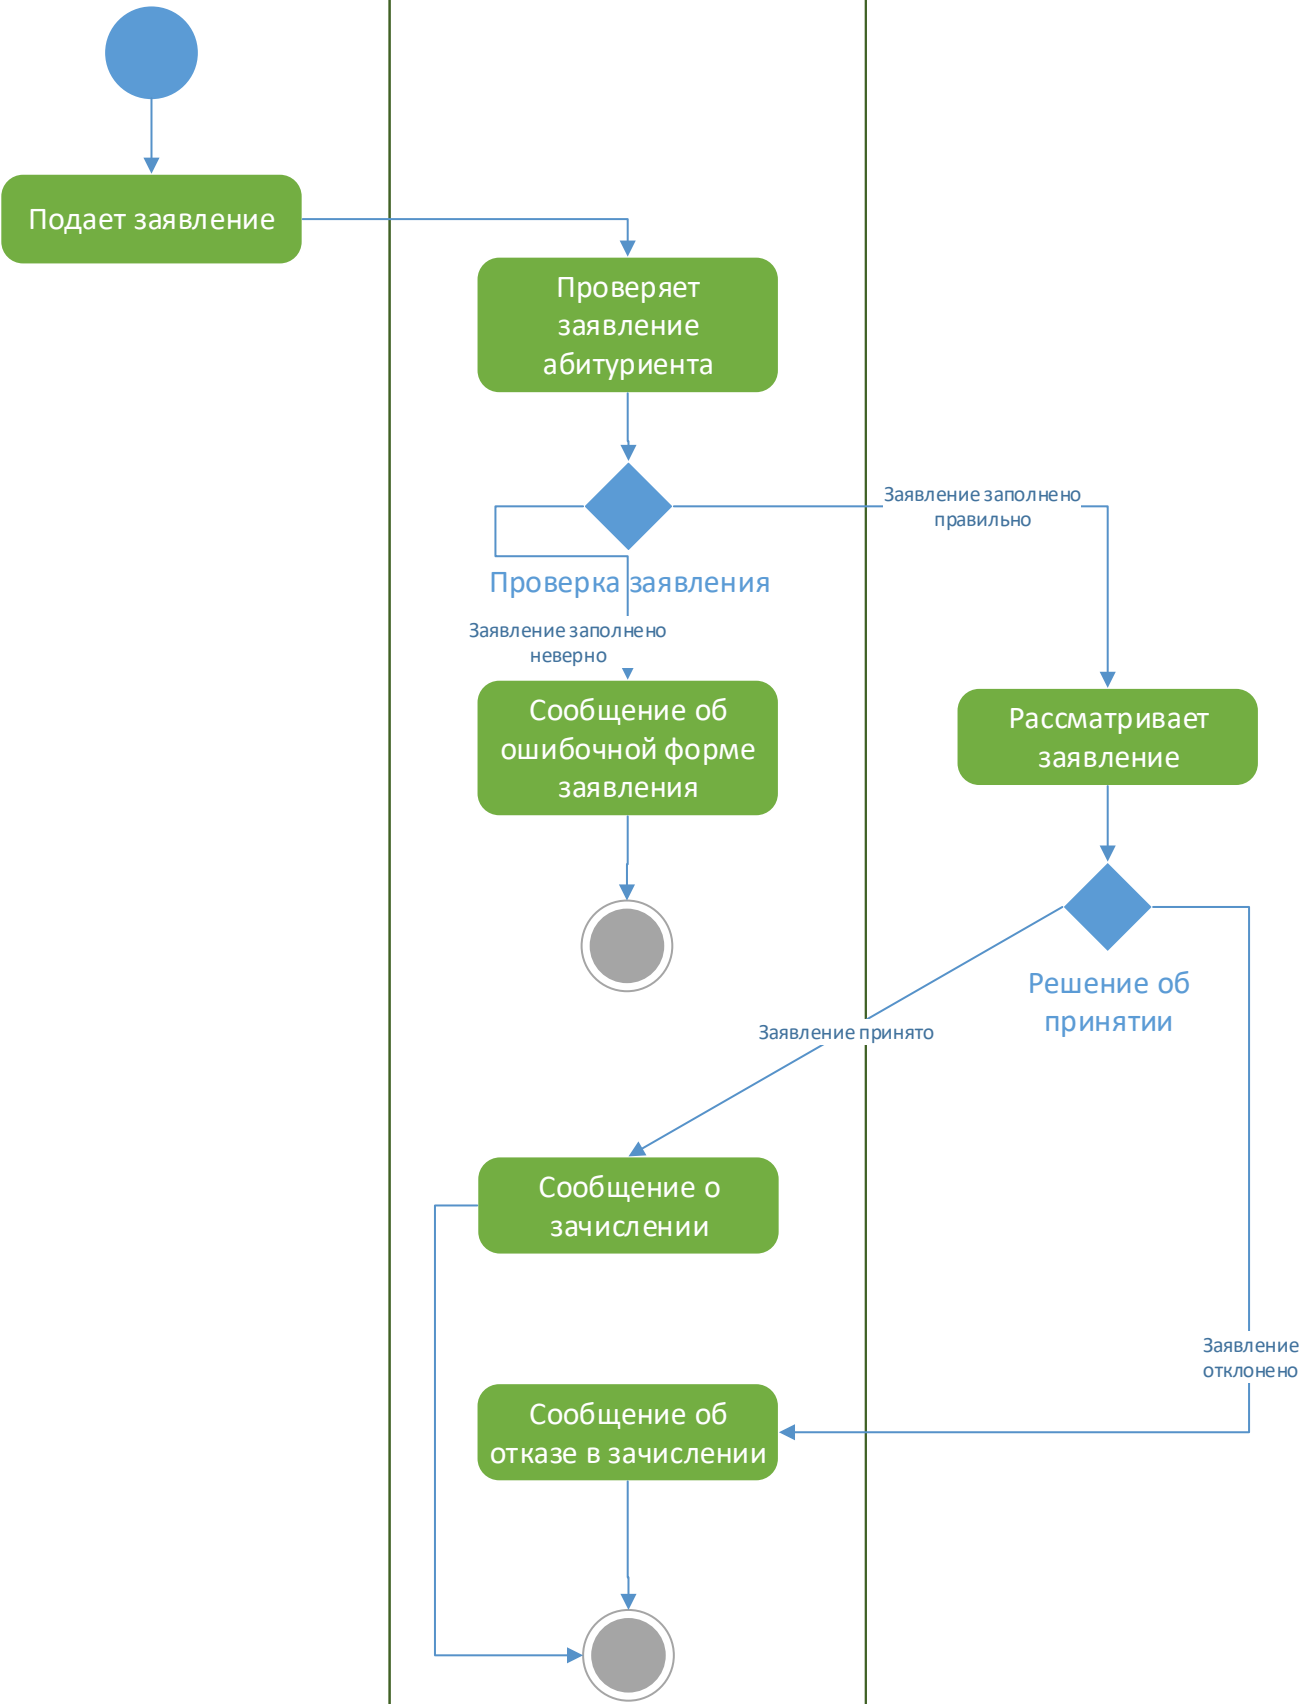 Подает заявление
Проверяет
заявление
абитуриента
Заявление заполнено
правильно
Проверка заявления
Заявление заполнено
неверно
Сообщение об
ошибочной форме
заявления
Рассматривает
заявление
Решение об
принятии
Заявление принято
Сообщение о
зачислении
Заявление
отклонено
Сообщение об
отказе в зачислении